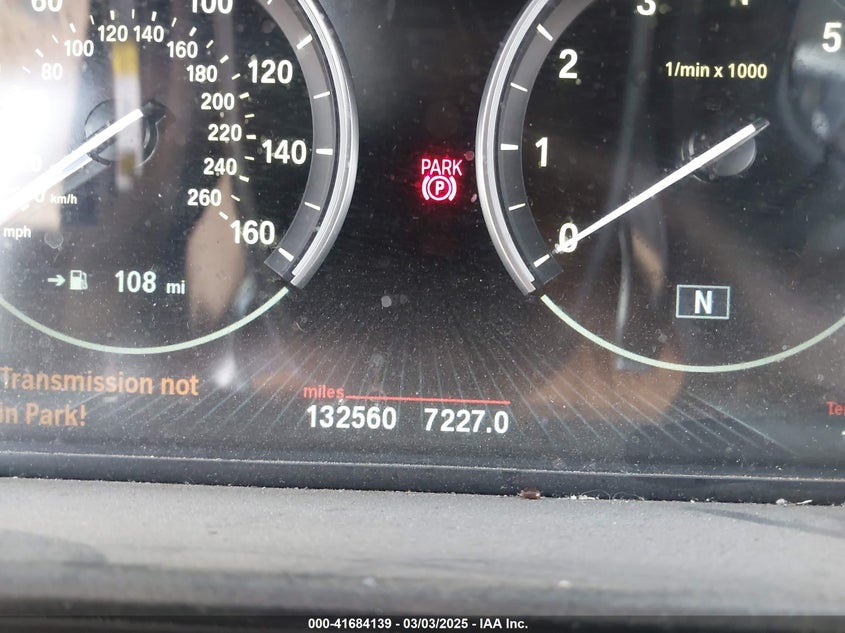 60
100
80
100
120
140
160
180
200
220
240
260
120
140
160
km/h
mph
108 mi
Transmission not
in Park!
PARK
P
miles
132560 7227.0
0
1
2
3
5
1/min x 1000
N
Te
000-41684139 - 03/03/2025 - IAA Inc.